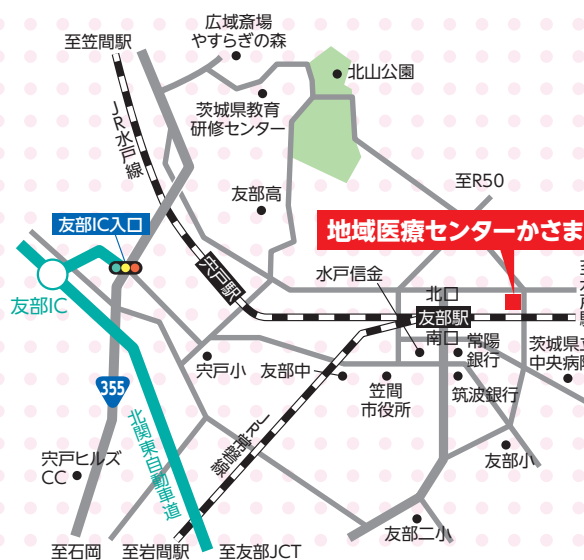 広域斎場
やすらぎの森
至笠間駅
北山公園
JR水戸線
茨城県教育
研修センター
至R50
友部高
友部IC入口
地域医療センターかさま
宍戸駅
水戸信金
北口
至水戸駅
友部IC
友部駅
南口
常陽
銀行
茨城県立
中央病院
宍戸小
友部中
笠間
市役所
筑波銀行
355
北関東自動車道
JR常磐線
宍戸ヒルズ
CC
友部小
友部二小
至石岡
至岩間駅
至友部JCT